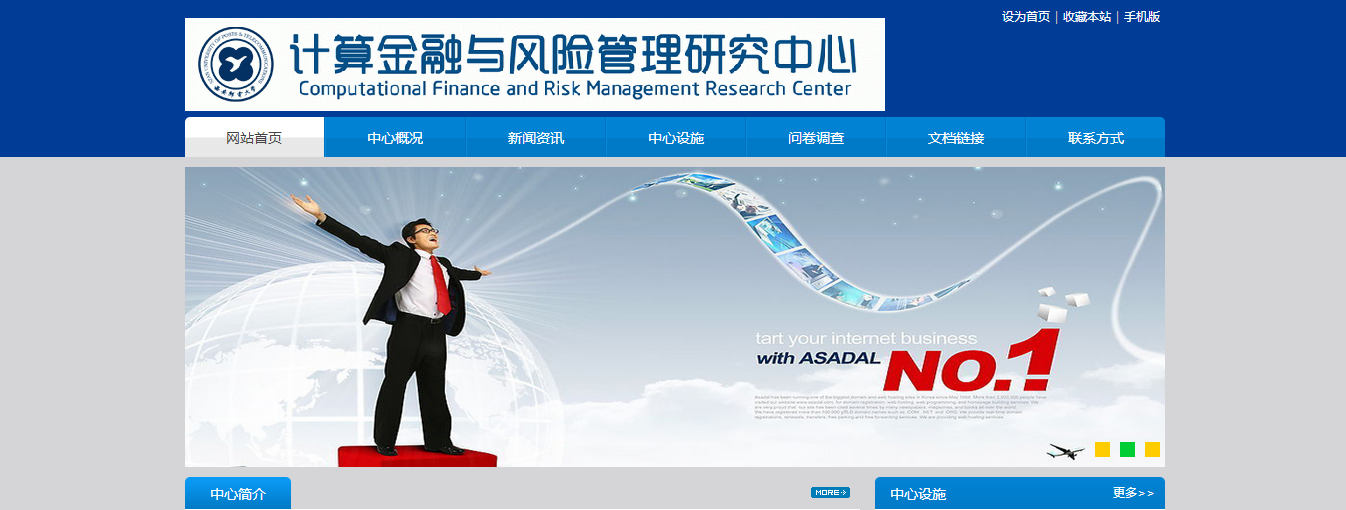 设为首页 | 收藏本站 | 手机版
计算金融与风险管理研究中心
Computational Finance and Risk Management Research Center
网站首页 中心概况 新闻资讯 中心设施 问卷调查 文档链接 联系方式
tart your internet business
with ASADAL NO.1
中心简介 MORE 中心设施 更多>>